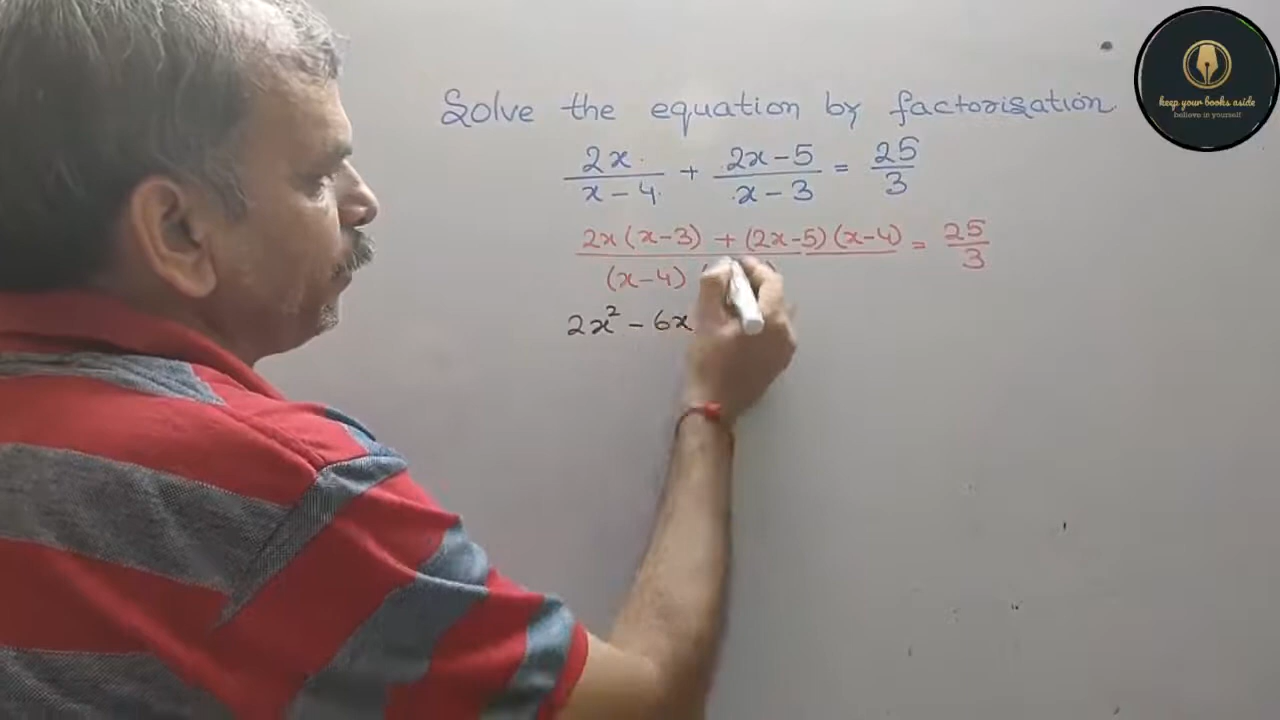 Solve the equation by factorisation.
2x/(x-4) + (2x-5)/(x-3) = 25/3
2x(x-3) + (2x-5)(x-4) = 25/3
(x-4)
2x² - 6x
keep your books aside
believe in yourself